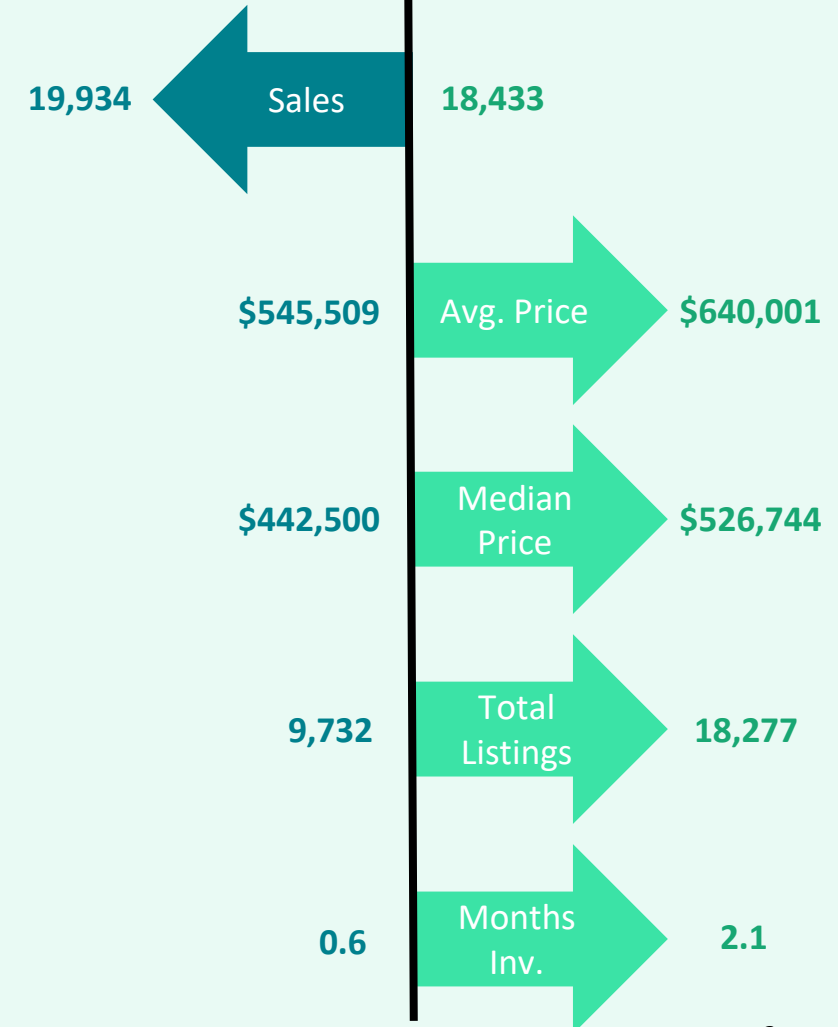 19,934 Sales 18,433
$545,509 Avg. Price $640,001
$442,500 Median Price $526,744
9,732 Total Listings 18,277
0.6 Months Inv. 2.1